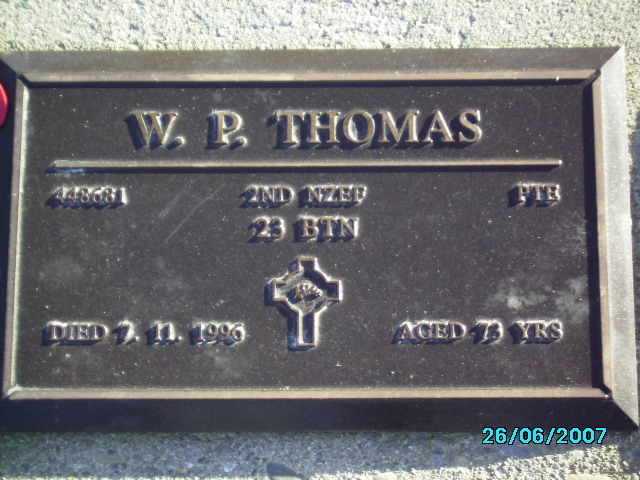 W. P. THOMAS
448681 2ND NZEF PTE
23 BTN
DIED 7. 11. 1996 AGED 73 YRS
26/06/2007